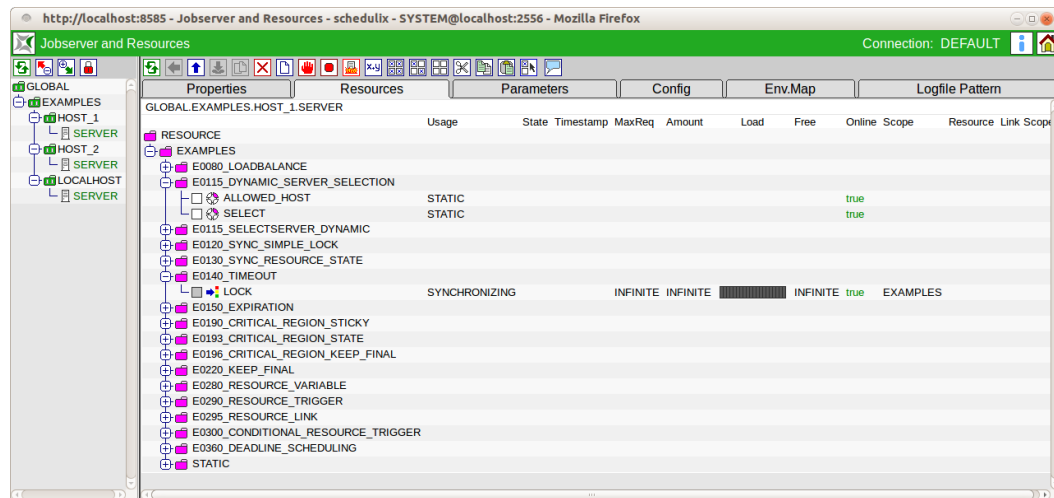 http://localhost:8585 - Jobserver and Resources - schedulix - SYSTEM@localhost:2556 - Mozilla Firefox
Jobserver and Resources
Connection: DEFAULT
GLOBAL
EXAMPLES
HOST_1
SERVER
HOST_2
SERVER
LOCALHOST
SERVER
Properties Resources Parameters Config Env.Map Logfile Pattern
GLOBAL.EXAMPLES.HOST_1.SERVER
Usage State Timestamp MaxReq Amount Load Free Online Scope Resource Link Scope
RESOURCE
EXAMPLES
E0080_LOADBALANCE
E0115_DYNAMIC_SERVER_SELECTION
ALLOWED_HOST STATIC true
SELECT STATIC true
E0115_SELECTSERVER_DYNAMIC
E0120_SYNC_SIMPLE_LOCK
E0130_SYNC_RESOURCE_STATE
E0140_TIMEOUT
LOCK SYNCHRONIZING INFINITE INFINITE INFINITE true EXAMPLES
E0150_EXPIRATION
E0190_CRITICAL_REGION_STICKY
E0193_CRITICAL_REGION_STATE
E0196_CRITICAL_REGION_KEEP_FINAL
E0220_KEEP_FINAL
E0280_RESOURCE_VARIABLE
E0290_RESOURCE_TRIGGER
E0295_RESOURCE_LINK
E0300_CONDITIONAL_RESOURCE_TRIGGER
E0360_DEADLINE_SCHEDULING
STATIC